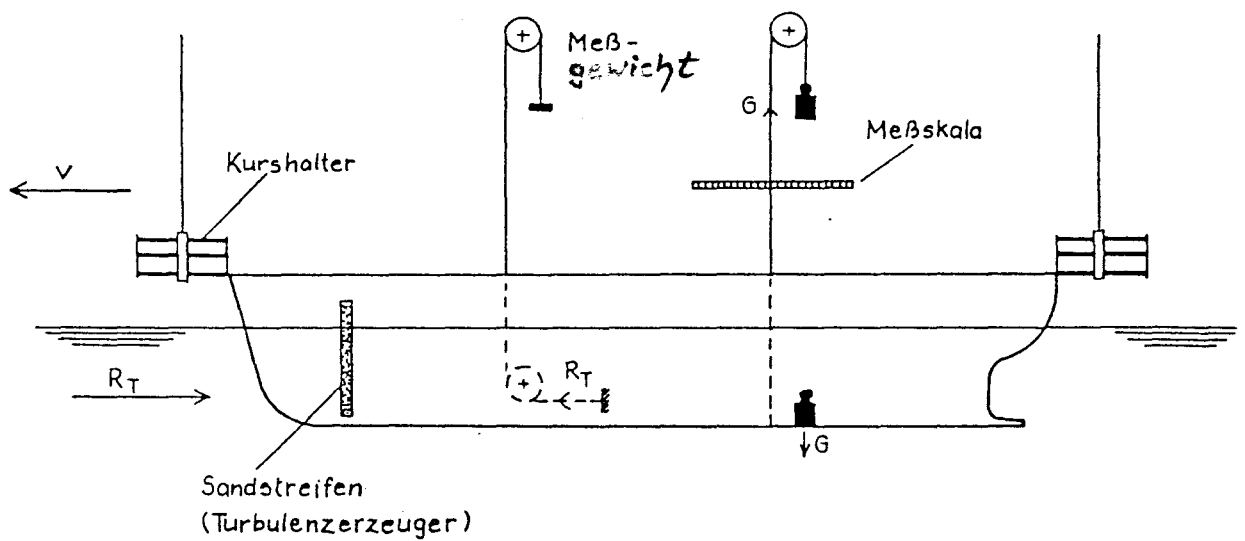 Meß-
gewicht
G
Meßskala
Kurshalter
v
R_T
R_T
G
Sandstreifen
(Turbulenzerzeuger)